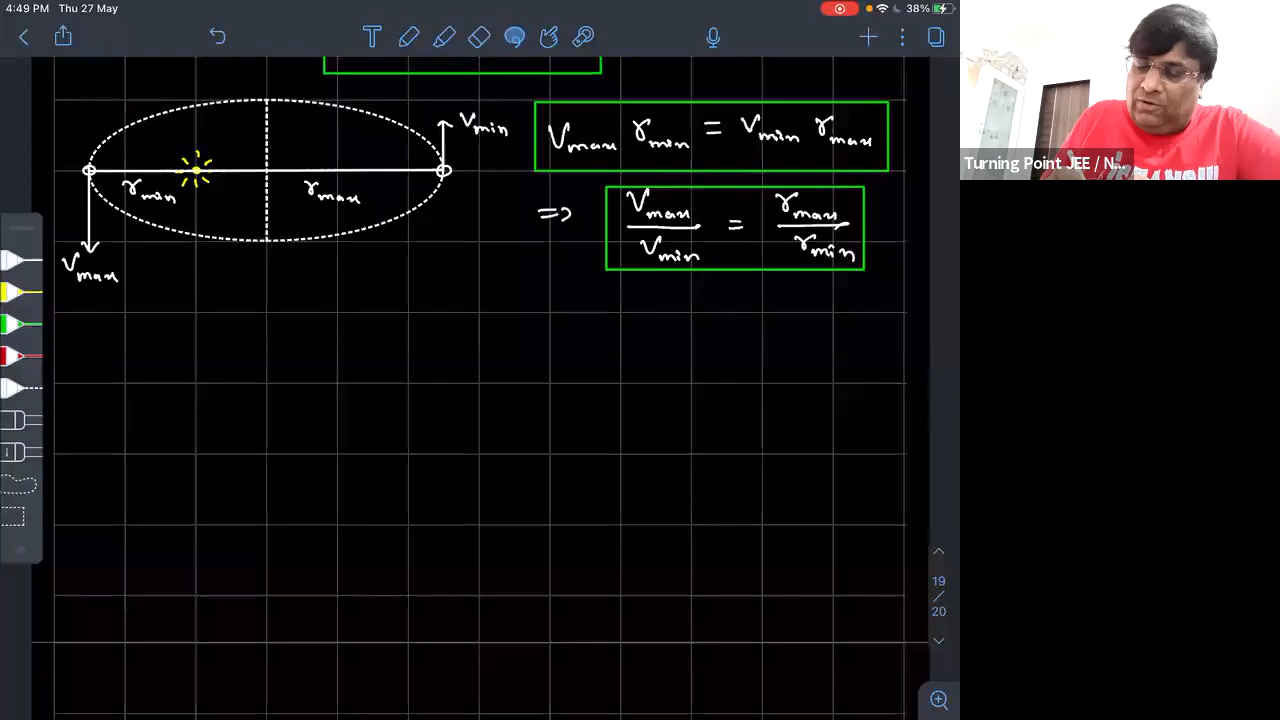 4:49 PM Thu 27 May
38%
T
V_min
V_max r_min = V_min r_max
r_min
r_max
=> V_max / V_min = r_max / r_min
V_max
19
/
20
Turning Point JEE / N...